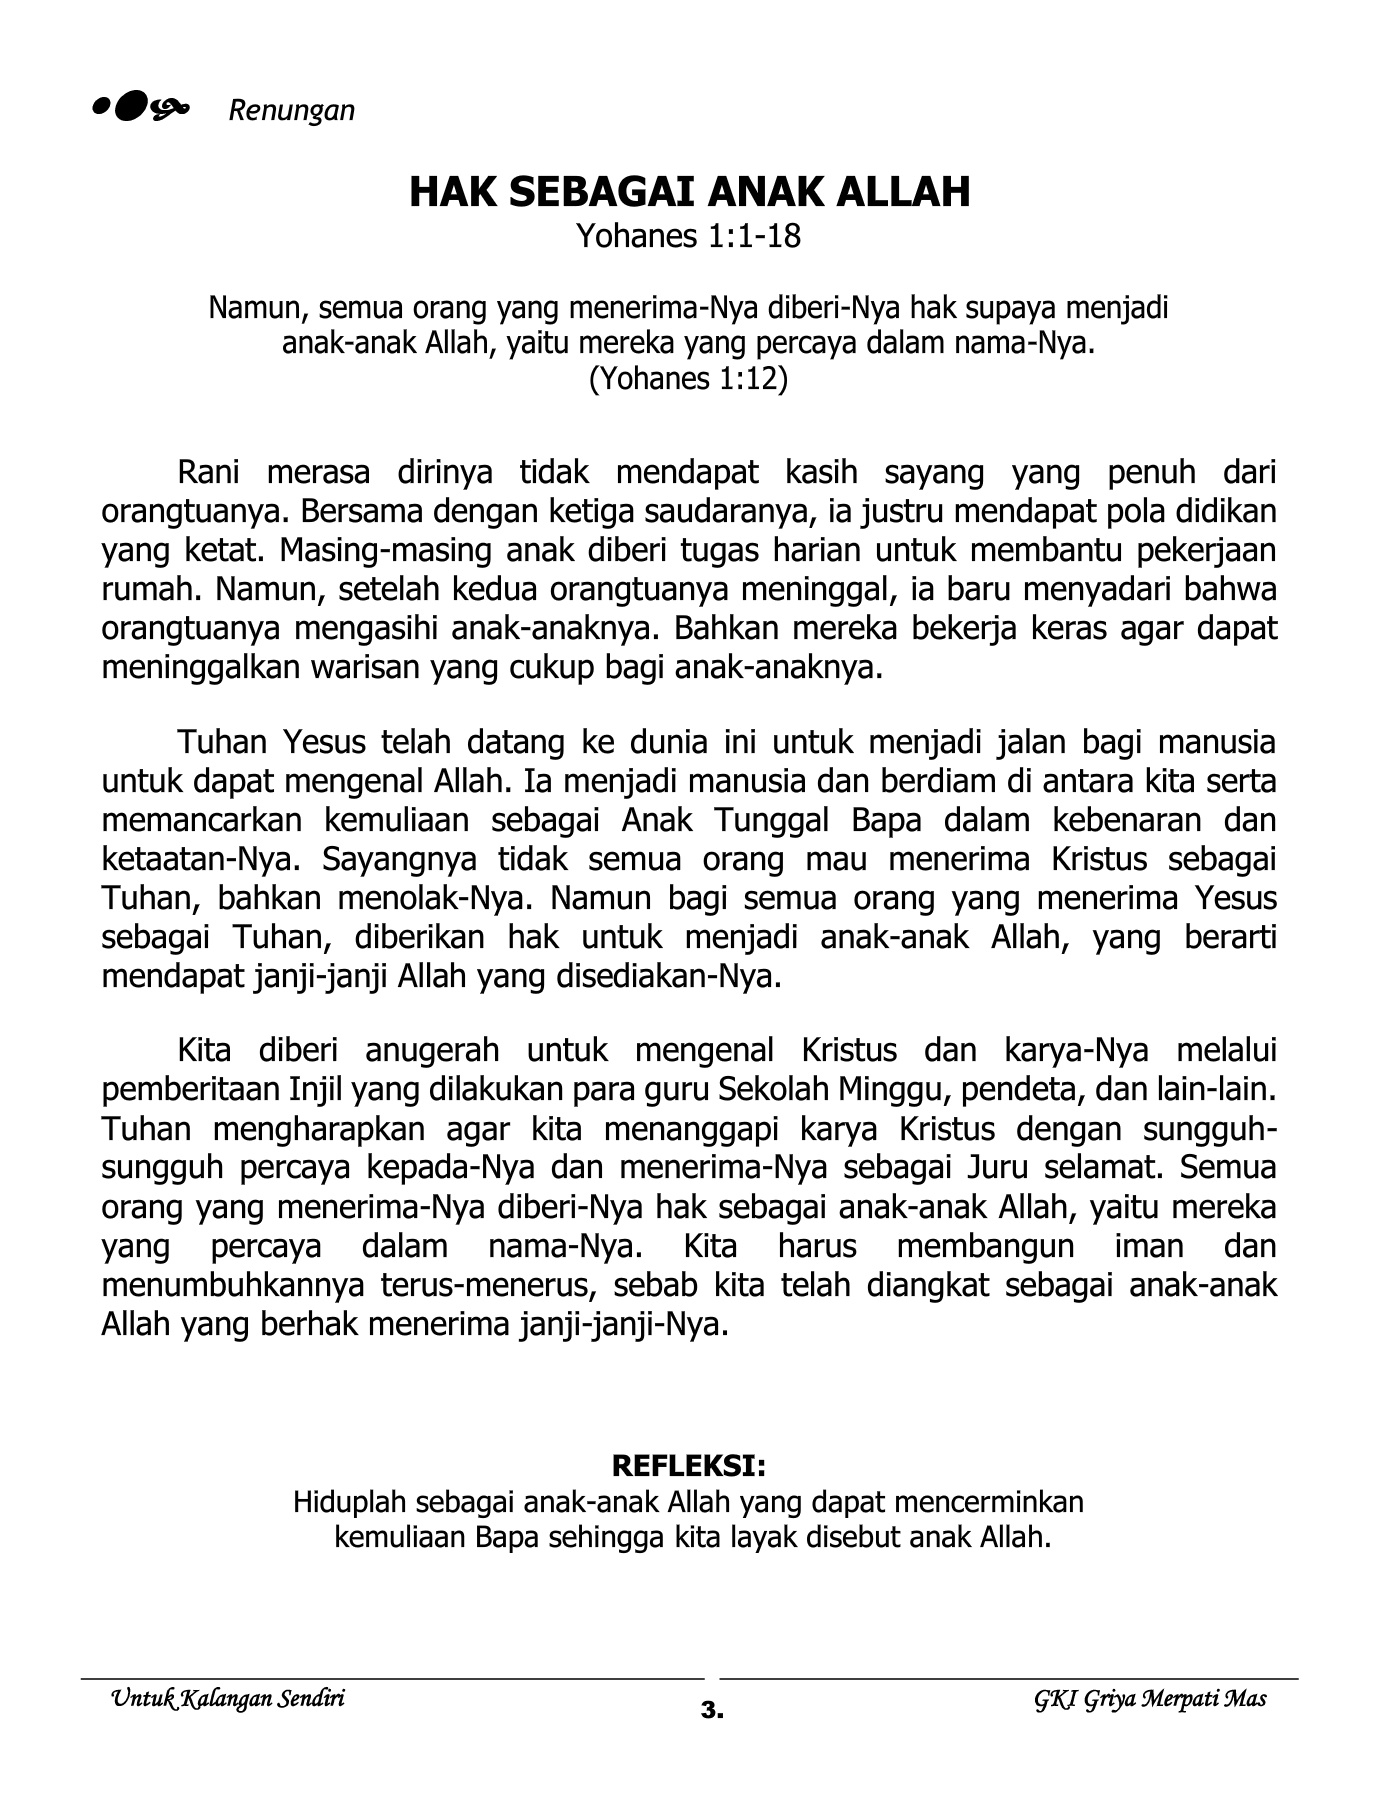 Renungan
HAK SEBAGAI ANAK ALLAH
Yohanes 1:1-18
Namun, semua orang yang menerima-Nya diberi-Nya hak supaya menjadi
anak-anak Allah, yaitu mereka yang percaya dalam nama-Nya.
(Yohanes 1:12)
Rani merasa dirinya tidak mendapat kasih sayang yang penuh dari
orangtuanya. Bersama dengan ketiga saudaranya, ia justru mendapat pola didikan
yang ketat. Masing-masing anak diberi tugas harian untuk membantu pekerjaan
rumah. Namun, setelah kedua orangtuanya meninggal, ia baru menyadari bahwa
orangtuanya mengasihi anak-anaknya. Bahkan mereka bekerja keras agar dapat
meninggalkan warisan yang cukup bagi anak-anaknya.
Tuhan Yesus telah datang ke dunia ini untuk menjadi jalan bagi manusia
untuk dapat mengenal Allah. Ia menjadi manusia dan berdiam di antara kita serta
memancarkan kemuliaan sebagai Anak Tunggal Bapa dalam kebenaran dan
ketaatan-Nya. Sayangnya tidak semua orang mau menerima Kristus sebagai
Tuhan, bahkan menolak-Nya. Namun bagi semua orang yang menerima Yesus
sebagai Tuhan, diberikan hak untuk menjadi anak-anak Allah, yang berarti
mendapat janji-janji Allah yang disediakan-Nya.
Kita diberi anugerah untuk mengenal Kristus dan karya-Nya melalui
pemberitaan Injil yang dilakukan para guru Sekolah Minggu, pendeta, dan lain-lain.
Tuhan mengharapkan agar kita menanggapi karya Kristus dengan sungguh-
sungguh percaya kepada-Nya dan menerima-Nya sebagai Juru selamat. Semua
orang yang menerima-Nya diberi-Nya hak sebagai anak-anak Allah, yaitu mereka
yang percaya dalam nama-Nya. Kita harus membangun iman dan
menumbuhkannya terus-menerus, sebab kita telah diangkat sebagai anak-anak
Allah yang berhak menerima janji-janji-Nya.
REFLEKSI:
Hiduplah sebagai anak-anak Allah yang dapat mencerminkan
kemuliaan Bapa sehingga kita layak disebut anak Allah.
Untuk Kalangan Sendiri
3.
GKI Griya Merpati Mas